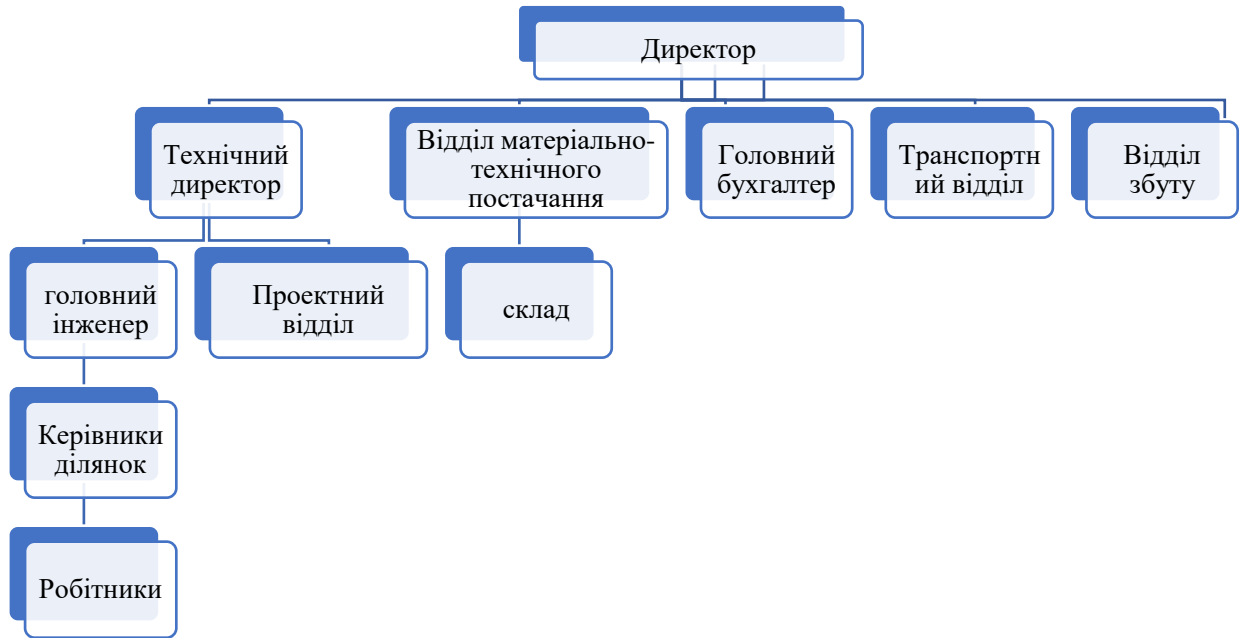 Директор
Технічний
директор
Відділ матеріально-
технічного
постачання
Головний
бухгалтер
Транспортн
ий відділ
Відділ
збуту
головний
інженер
Проектний
відділ
склад
Керівники
ділянок
Робітники